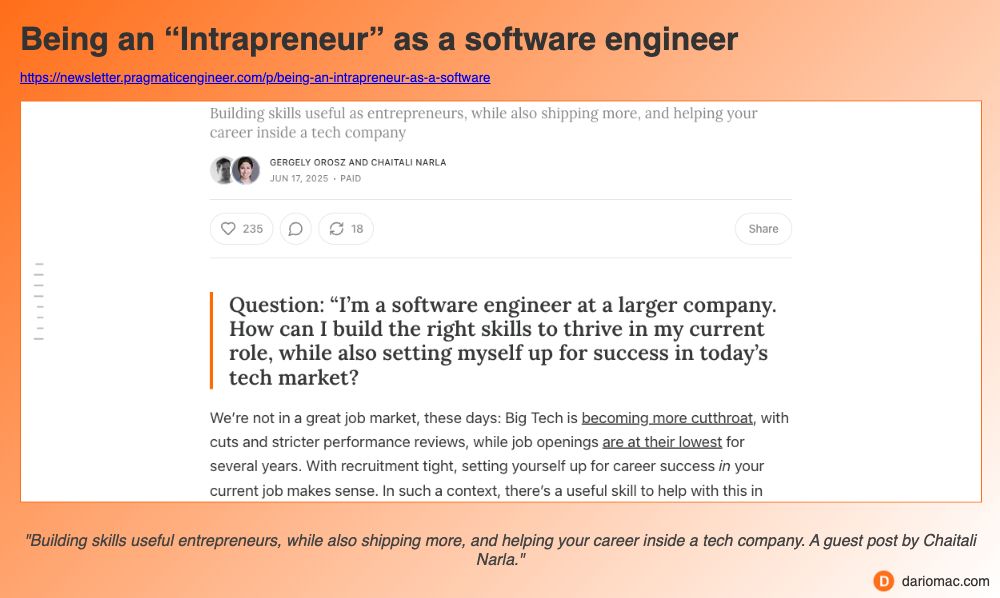 Being an “Intrapreneur” as a software engineer
https://newsletter.pragmaticengineer.com/p/being-an-intrapreneur-as-a-software
Building skills useful as entrepreneurs, while also shipping more, and helping your
career inside a tech company
GERGELY OROSZ AND CHAITALI NARLA
JUN 17, 2025 • PAID
235
18
Share
Question: “I’m a software engineer at a larger company.
How can I build the right skills to thrive in my current
role, while also setting myself up for success in today’s
tech market?
We’re not in a great job market, these days: Big Tech is becoming more cutthroat, with
cuts and stricter performance reviews, while job openings are at their lowest for
several years. With recruitment tight, setting yourself up for career success in your
current job makes sense. In such a context, there’s a useful skill to help with this in
"Building skills useful entrepreneurs, while also shipping more, and helping your career inside a tech company. A guest post by Chaitali
Narla."
D dariomac.com